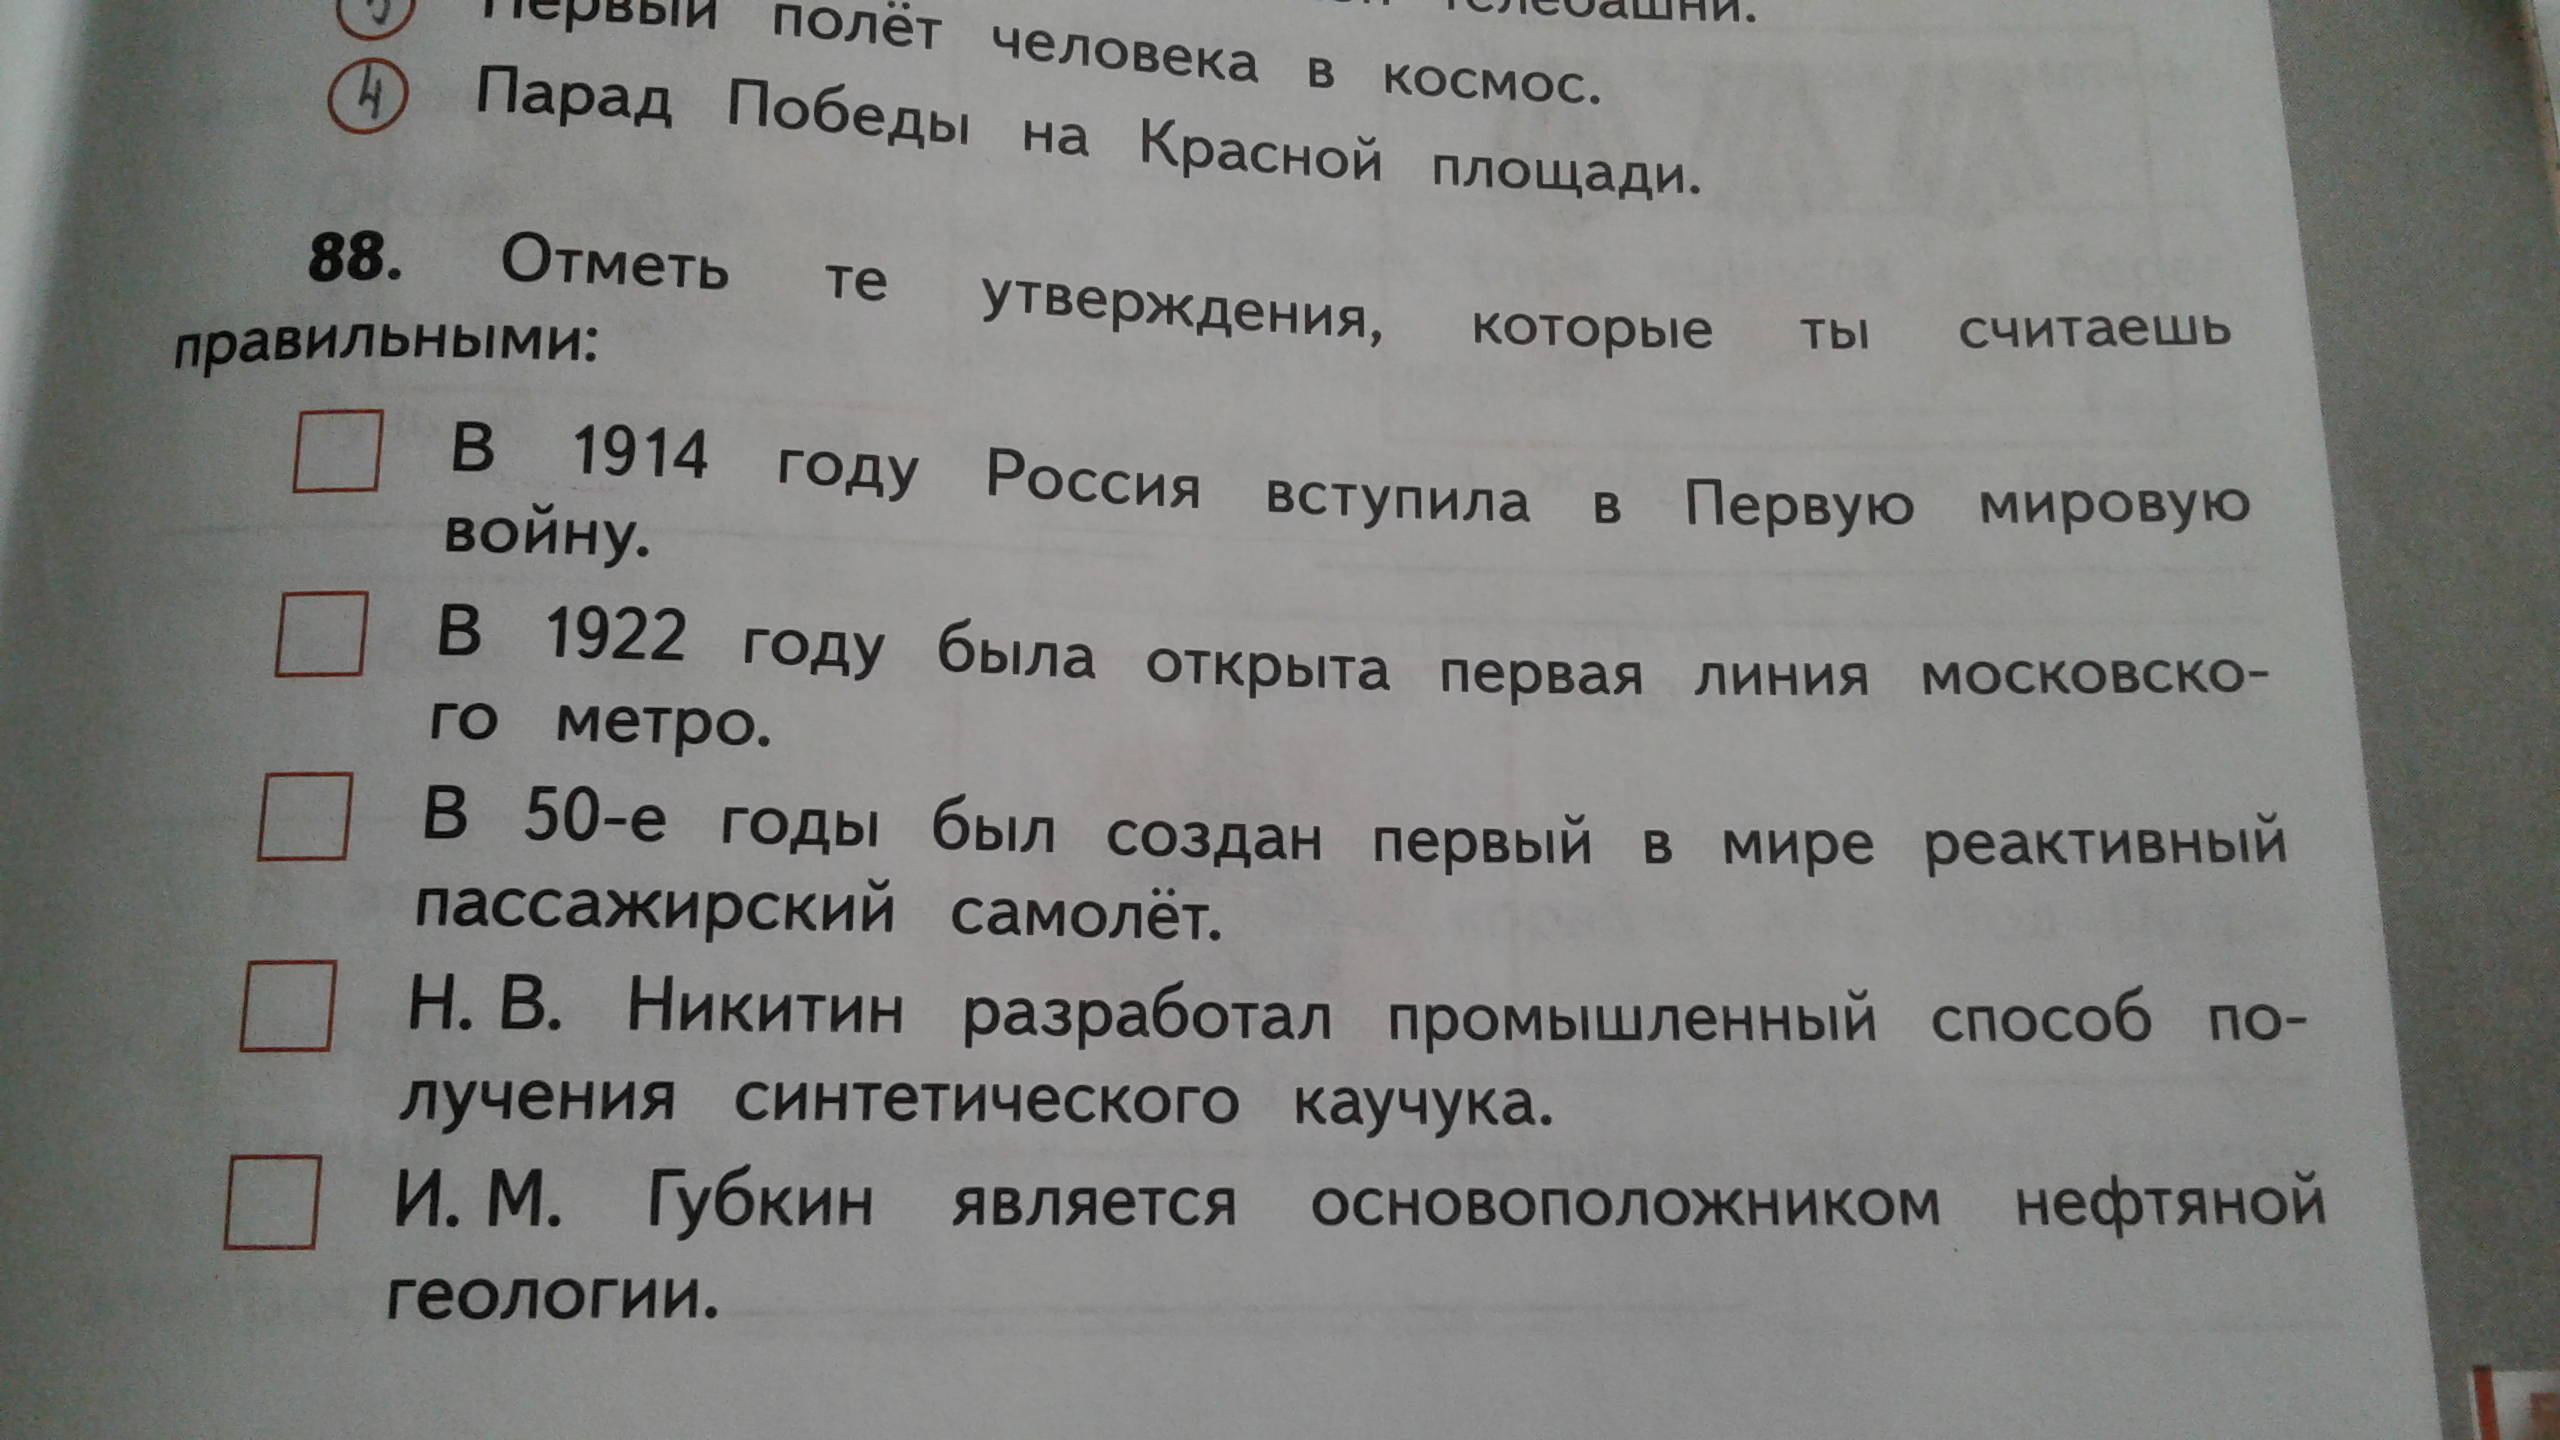 телебашни.
3 Первый полёт человека в космос.
4 Парад Победы на Красной площади.
88. Отметь те утверждения, которые ты считаешь
правильными:
В 1914 году Россия вступила в Первую мировую
войну.
В 1922 году была открыта первая линия московско-
го метро.
В 50-е годы был создан первый в мире реактивный
пассажирский самолёт.
Н. В. Никитин разработал промышленный способ по-
лучения синтетического каучука.
И. М. Губкин является основоположником нефтяной
геологии.